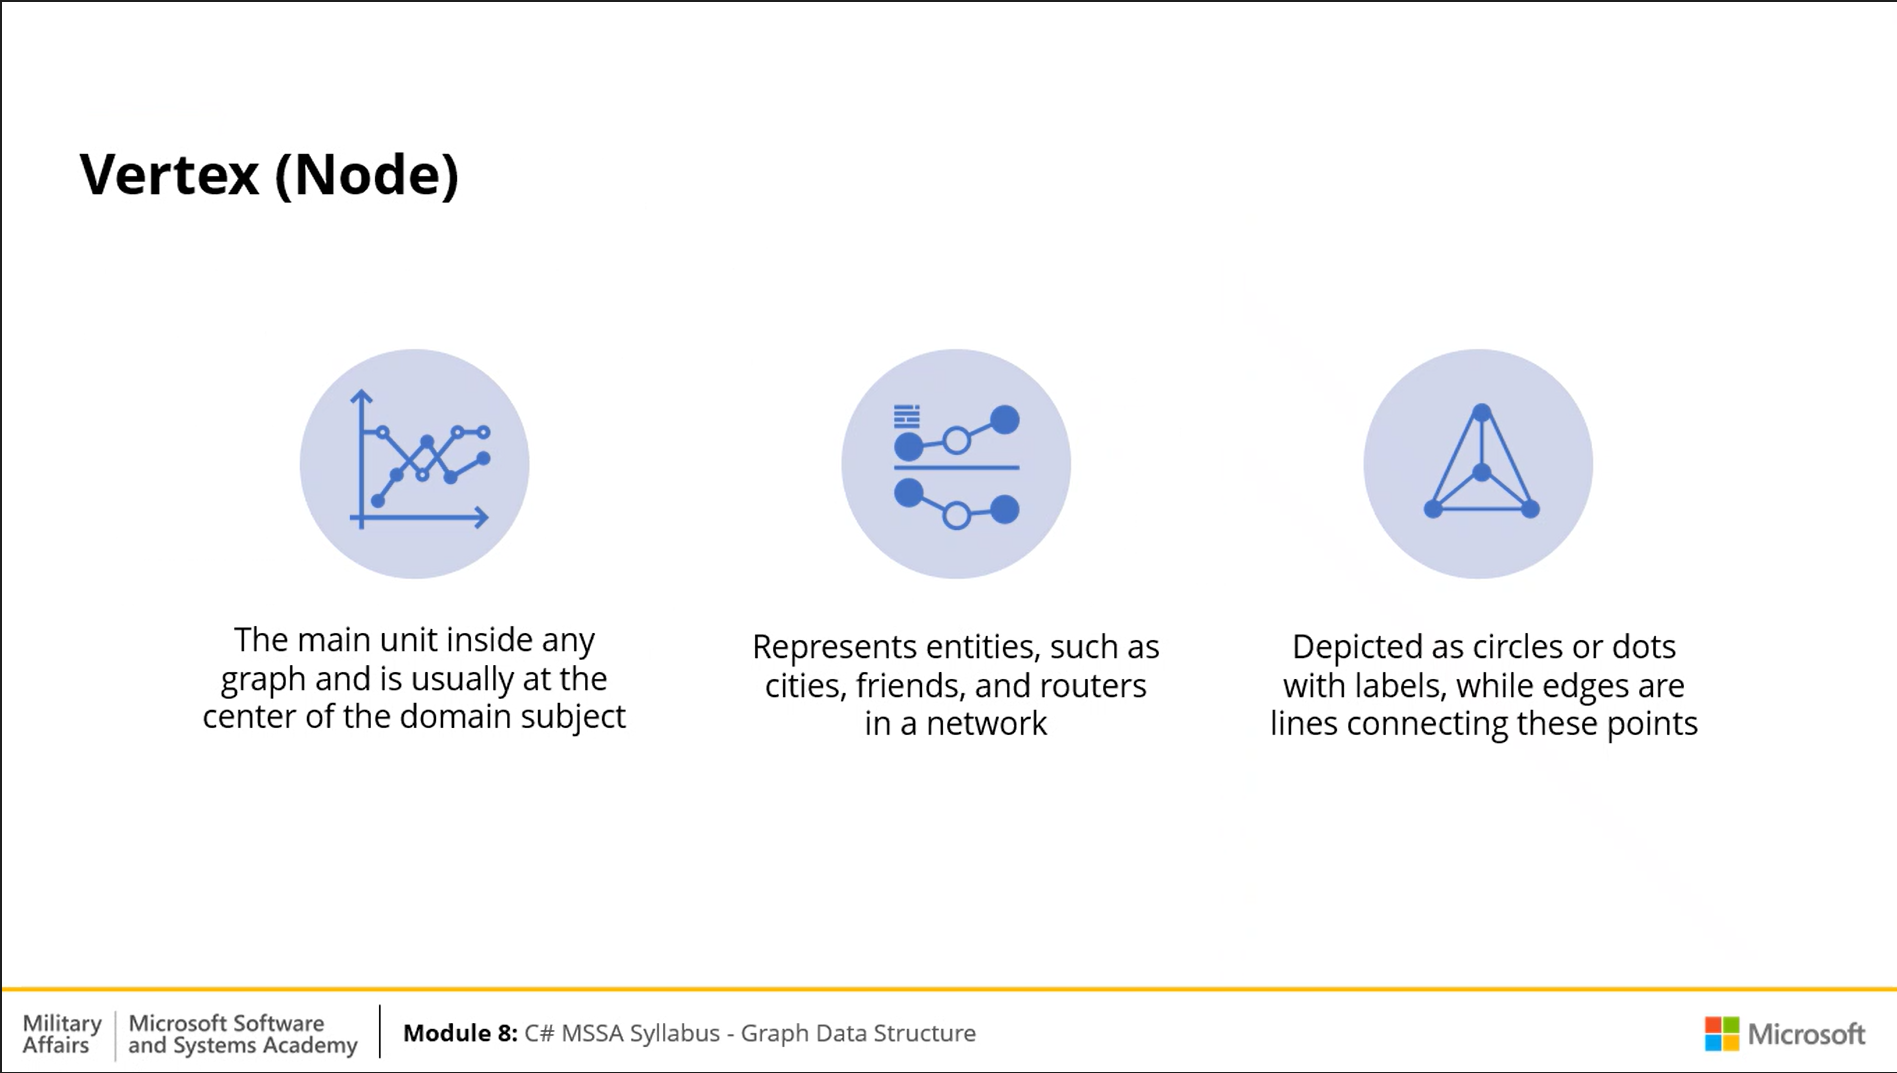 Vertex (Node)
The main unit inside any
graph and is usually at the
center of the domain subject
Represents entities, such as
cities, friends, and routers
in a network
Depicted as circles or dots
with labels, while edges are
lines connecting these points
Military
Affairs
Microsoft Software
and Systems Academy
Module 8: C# MSSA Syllabus - Graph Data Structure
Microsoft